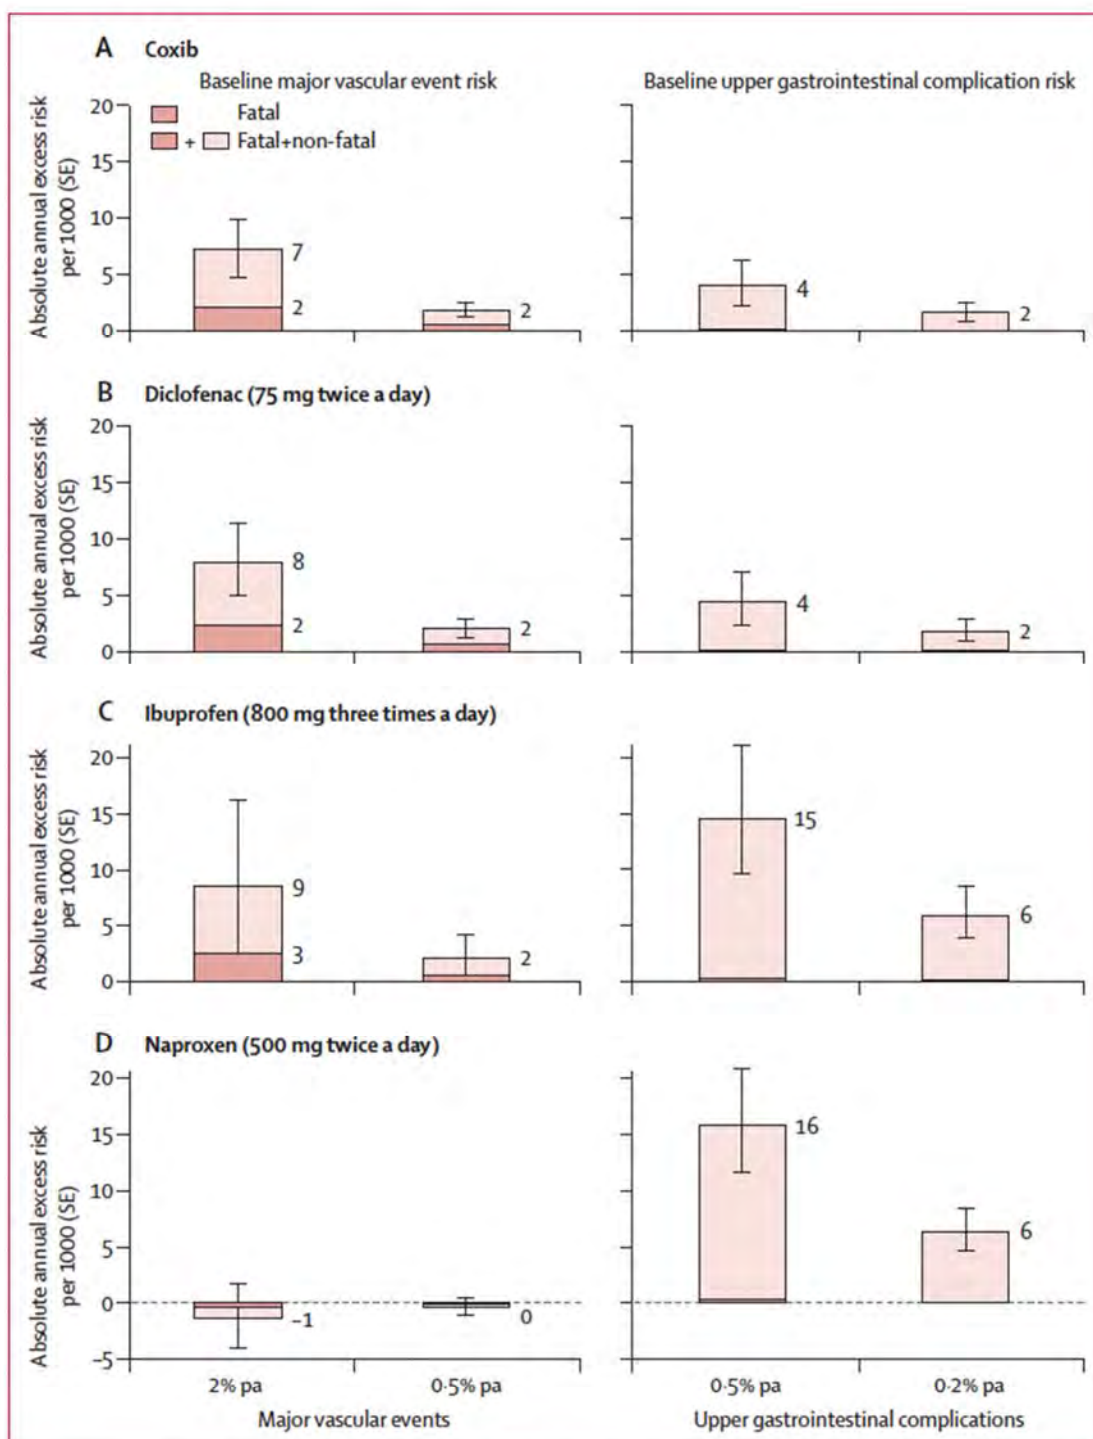 A Coxib
Baseline major vascular event risk
Baseline upper gastrointestinal complication risk
Fatal
+ Fatal+non-fatal
Absolute annual excess risk
per 1000 (SE)
20
15
10
5
0
7
2
2
4
2
B Diclofenac (75 mg twice a day)
Absolute annual excess risk
per 1000 (SE)
20
15
10
5
0
8
2
2
4
2
C Ibuprofen (800 mg three times a day)
Absolute annual excess risk
per 1000 (SE)
20
15
10
5
0
9
3
2
15
6
D Naproxen (500 mg twice a day)
Absolute annual excess risk
per 1000 (SE)
20
15
10
5
0
−5
−1
0
16
6
2% pa
0·5% pa
0·5% pa
0·2% pa
Major vascular events
Upper gastrointestinal complications